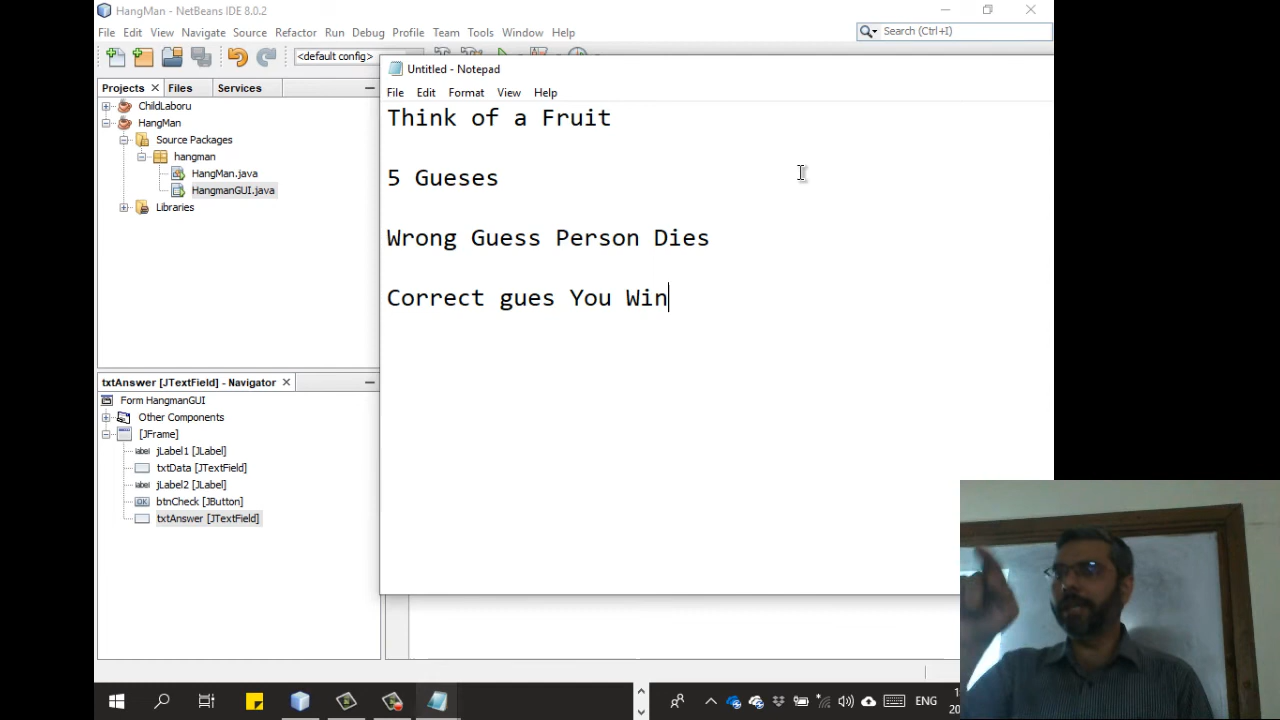 HangMan - NetBeans IDE 8.0.2
File Edit View Navigate Source Refactor Run Debug Profile Team Tools Window Help
Search (Ctrl+I)
<default config>
Projects Files Services
ChildLaboru
HangMan
Source Packages
hangman
HangMan.java
HangmanGUI.java
Libraries
txtAnswer [JTextField] - Navigator
Form HangmanGUI
Other Components
[JFrame]
label jLabel1 [JLabel]
txtData [JTextField]
label jLabel2 [JLabel]
OK btnCheck [JButton]
txtAnswer [JTextField]
Untitled - Notepad
File Edit Format View Help
Think of a Fruit
5 Gueses
Wrong Guess Person Dies
Correct gues You Win
ENG